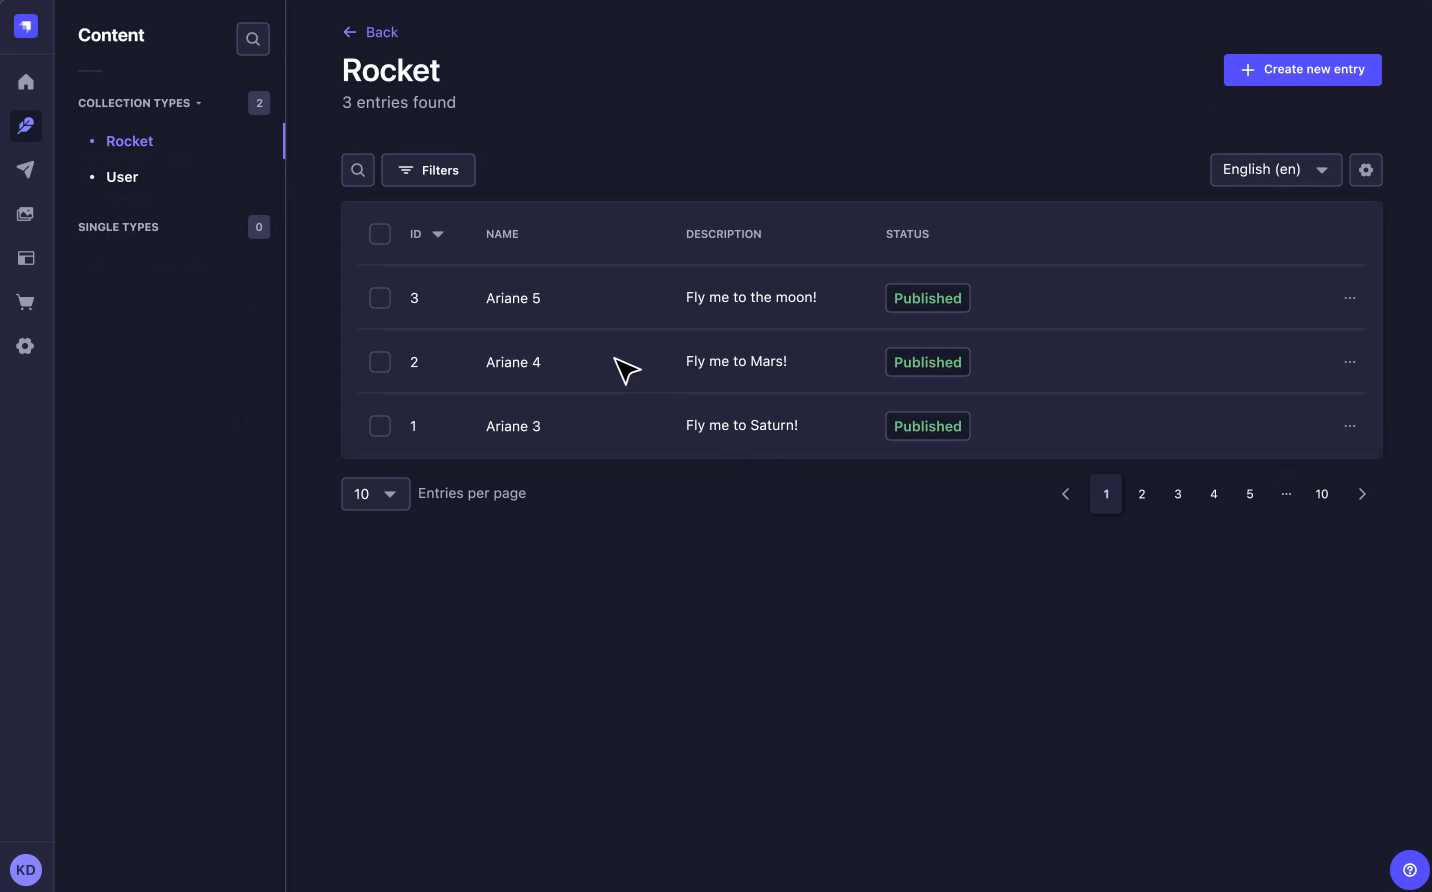 Content
COLLECTION TYPES 2
Rocket
User
SINGLE TYPES 0
KD
Back
Rocket
3 entries found
Create new entry
Filters
English (en)
ID NAME DESCRIPTION STATUS
3 Ariane 5 Fly me to the moon! Published ...
2 Ariane 4 Fly me to Mars! Published ...
1 Ariane 3 Fly me to Saturn! Published ...
10 Entries per page
1 2 3 4 5 ... 10